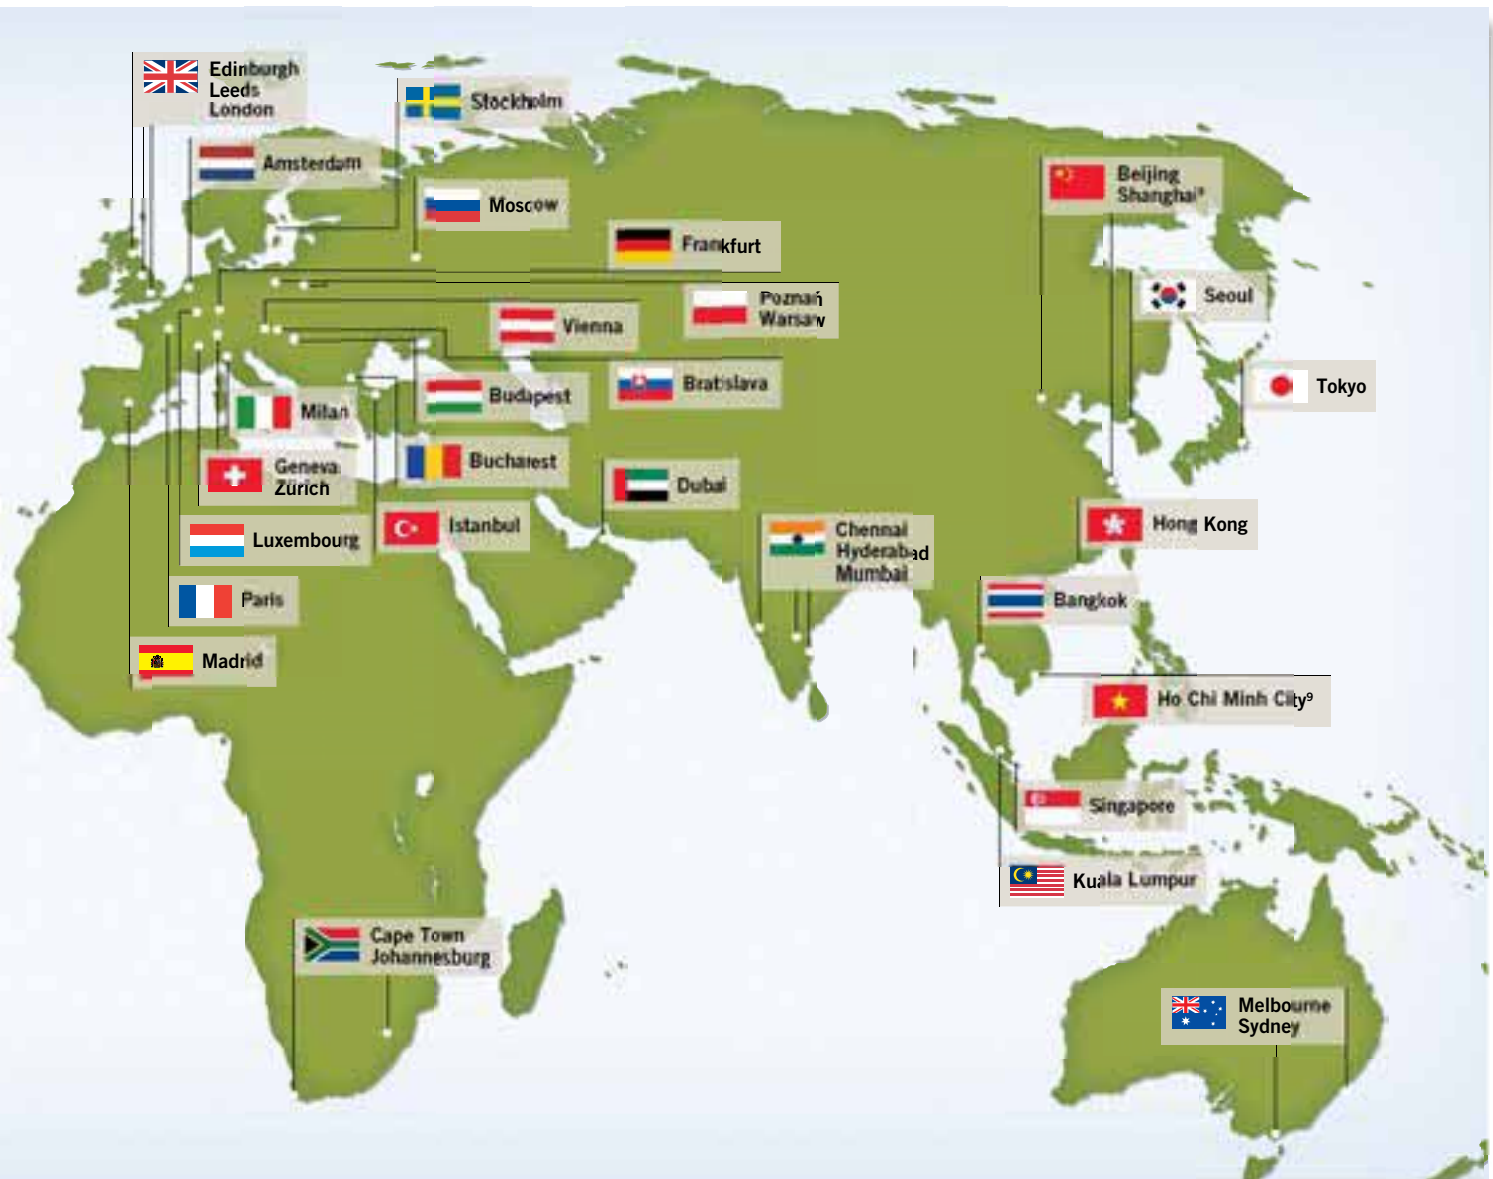 Edinburgh
Leeds
London
Stockholm
Amsterdam
Moscow
Frankfurt
Beijing
Shanghai⁹
Poznań
Warsaw
Seoul
Vienna
Bratislava
Tokyo
Budapest
Milan
Bucharest
Geneva
Zürich
Dubai
Istanbul
Luxembourg
Chennai
Hyderabad
Mumbai
Hong Kong
Paris
Bangkok
Madrid
Ho Chi Minh City⁹
Singapore
Kuala Lumpur
Cape Town
Johannesburg
Melbourne
Sydney